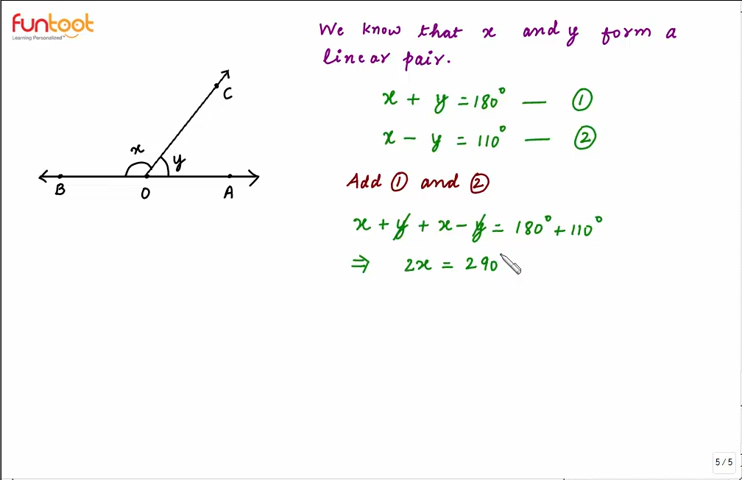 funtoot
Learning Personalized
We know that x and y form a
linear pair.
x + y = 180° — ①
x − y = 110° — ②
Add ① and ②
x + y + x − y = 180° + 110°
⇒ 2x = 290
C
x
y
B
O
A
5 / 5